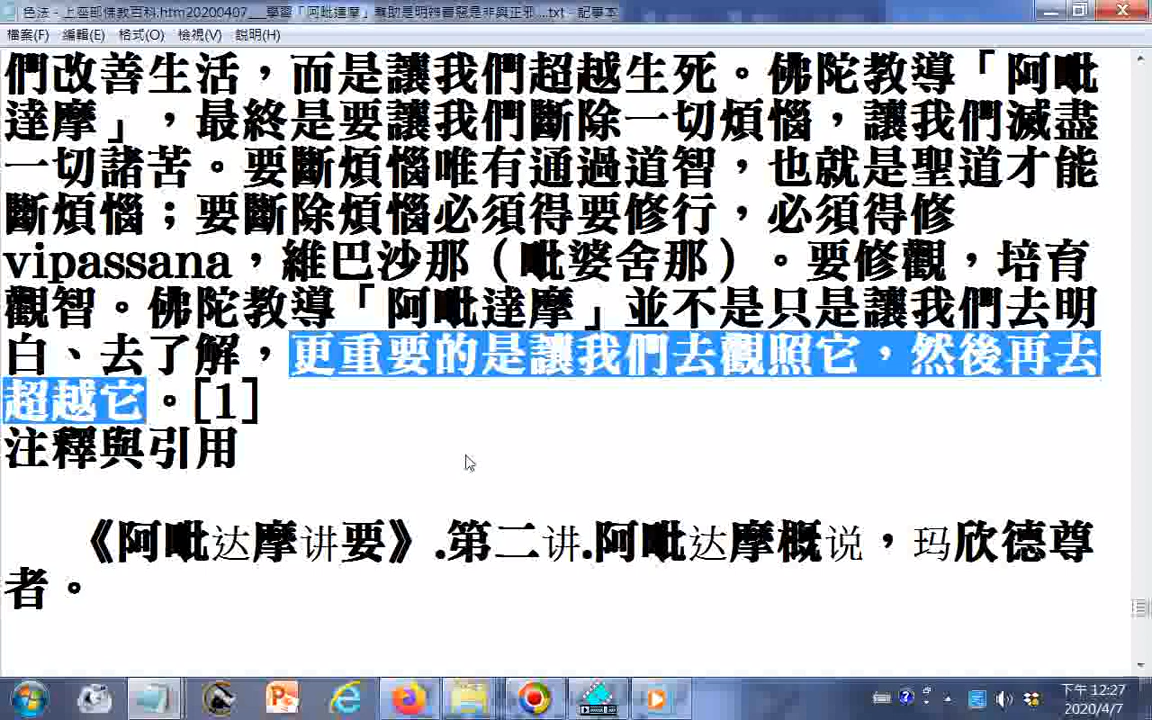 色法 - 上座部佛教百科.htm20200407___學習「阿毗達摩」幫助是明辨善惡是非與正邪 ....txt - 記事本
檔案(F) 編輯(E) 格式(O) 檢視(V) 說明(H)
們改善生活，而是讓我們超越生死。佛陀教導「阿毗
達摩」，最終是要讓我們斷除一切煩惱，讓我們滅盡
一切諸苦。要斷煩惱唯有通過道智，也就是聖道才能
斷煩惱；要斷除煩惱必須得要修行，必須得修
vipassana，維巴沙那（毗婆舍那）。要修觀，培育
觀智。佛陀教導「阿毗達摩」並不是只是讓我們去明
白、去了解，更重要的是讓我們去觀照它，然後再去
超越它。[1]
注釋與引用
《阿毗达摩讲要》.第二讲.阿毗达摩概说，玛欣德尊
者。
下午 12:27
2020/4/7